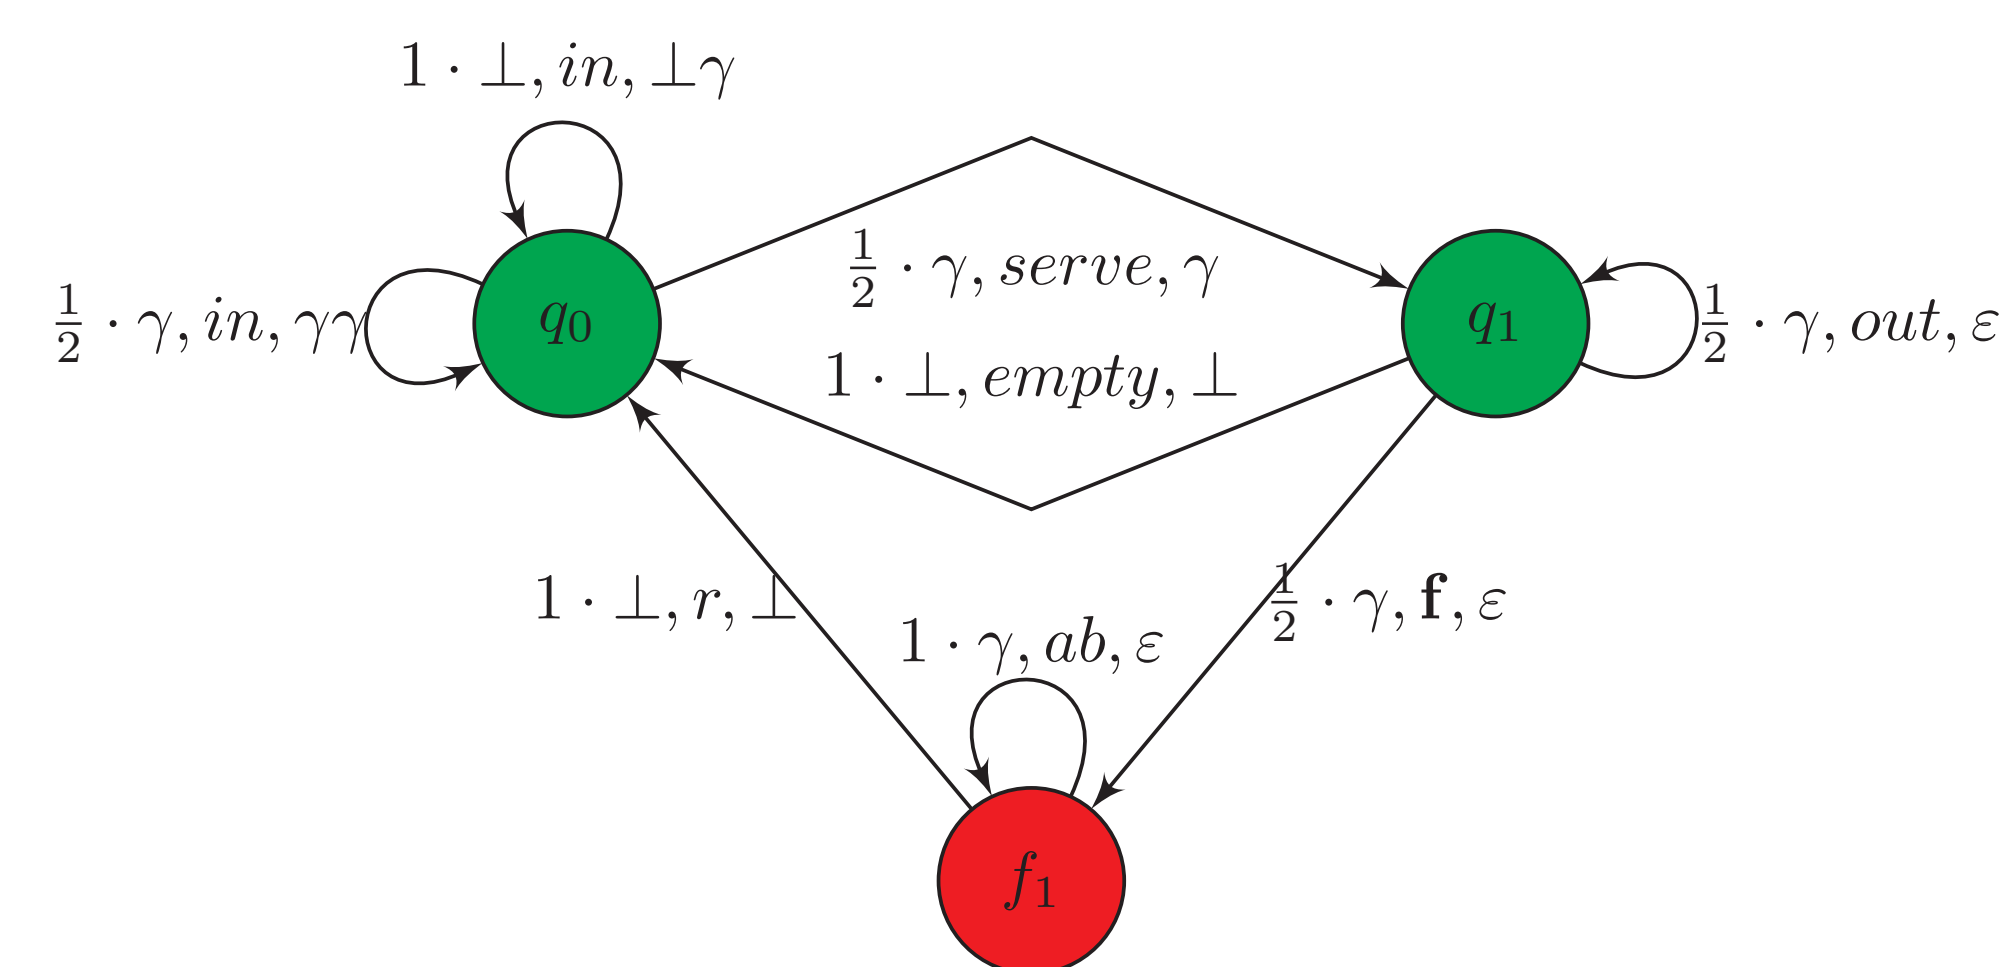 1 · ⊥, in, ⊥γ
1/2 · γ, serve, γ
1/2 · γ, in, γγ
q₀
q₁
1/2 · γ, out, ε
1 · ⊥, empty, ⊥
1 · ⊥, r, ⊥
1/2 · γ, f, ε
1 · γ, ab, ε
f₁